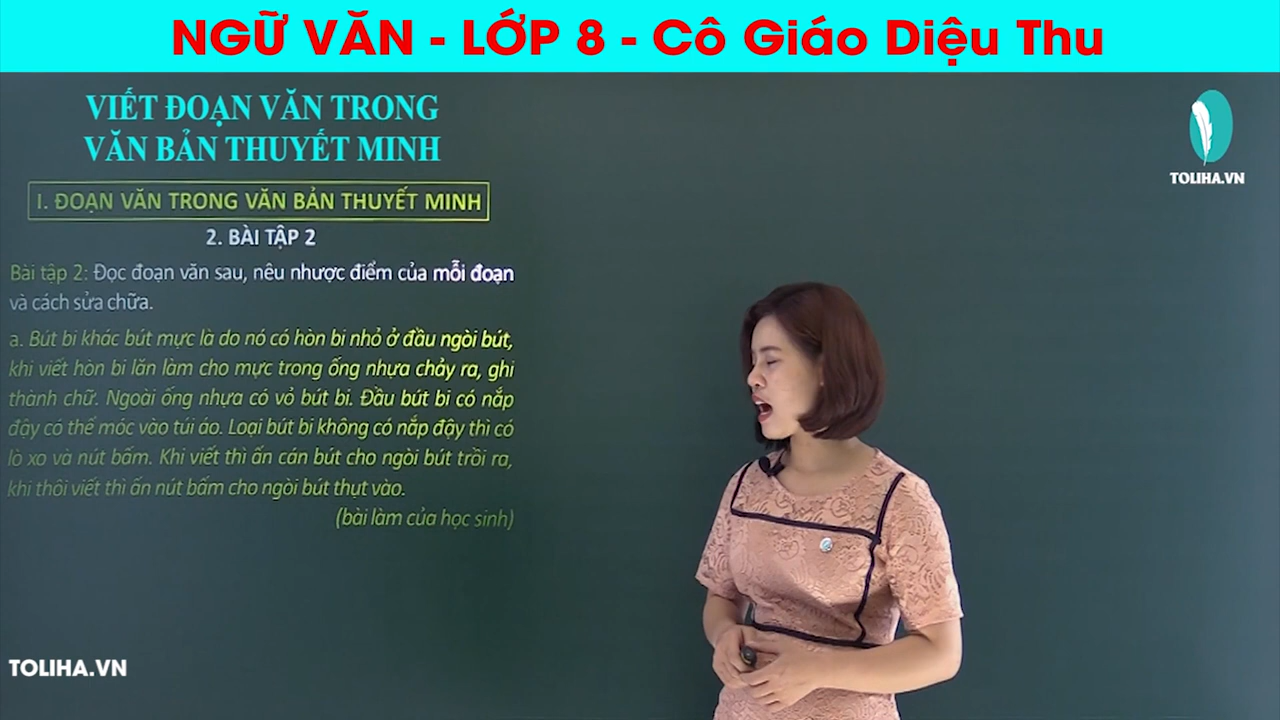 NGỮ VĂN - LỚP 8 - Cô Giáo Diệu Thu
VIẾT ĐOẠN VĂN TRONG
VĂN BẢN THUYẾT MINH
I. ĐOẠN VĂN TRONG VĂN BẢN THUYẾT MINH
2. BÀI TẬP 2
Bài tập 2: Đọc đoạn văn sau, nêu nhược điểm của mỗi đoạn
và cách sửa chữa.
a. Bút bi khác bút mực là do nó có hòn bi nhỏ ở đầu ngòi bút,
khi viết hòn bi lăn làm cho mực trong ống nhựa chảy ra, ghi
thành chữ. Ngoài ống nhựa có vỏ bút bi. Đầu bút bi có nắp
đậy có thể móc vào túi áo. Loại bút bi không có nắp đậy thì có
lò xo và nút bấm. Khi viết thì ấn cán bút cho ngòi bút trồi ra,
khi thôi viết thì ấn nút bấm cho ngòi bút thụt vào.
(bài làm của học sinh)
TOLIHA.VN
TOLIHA.VN